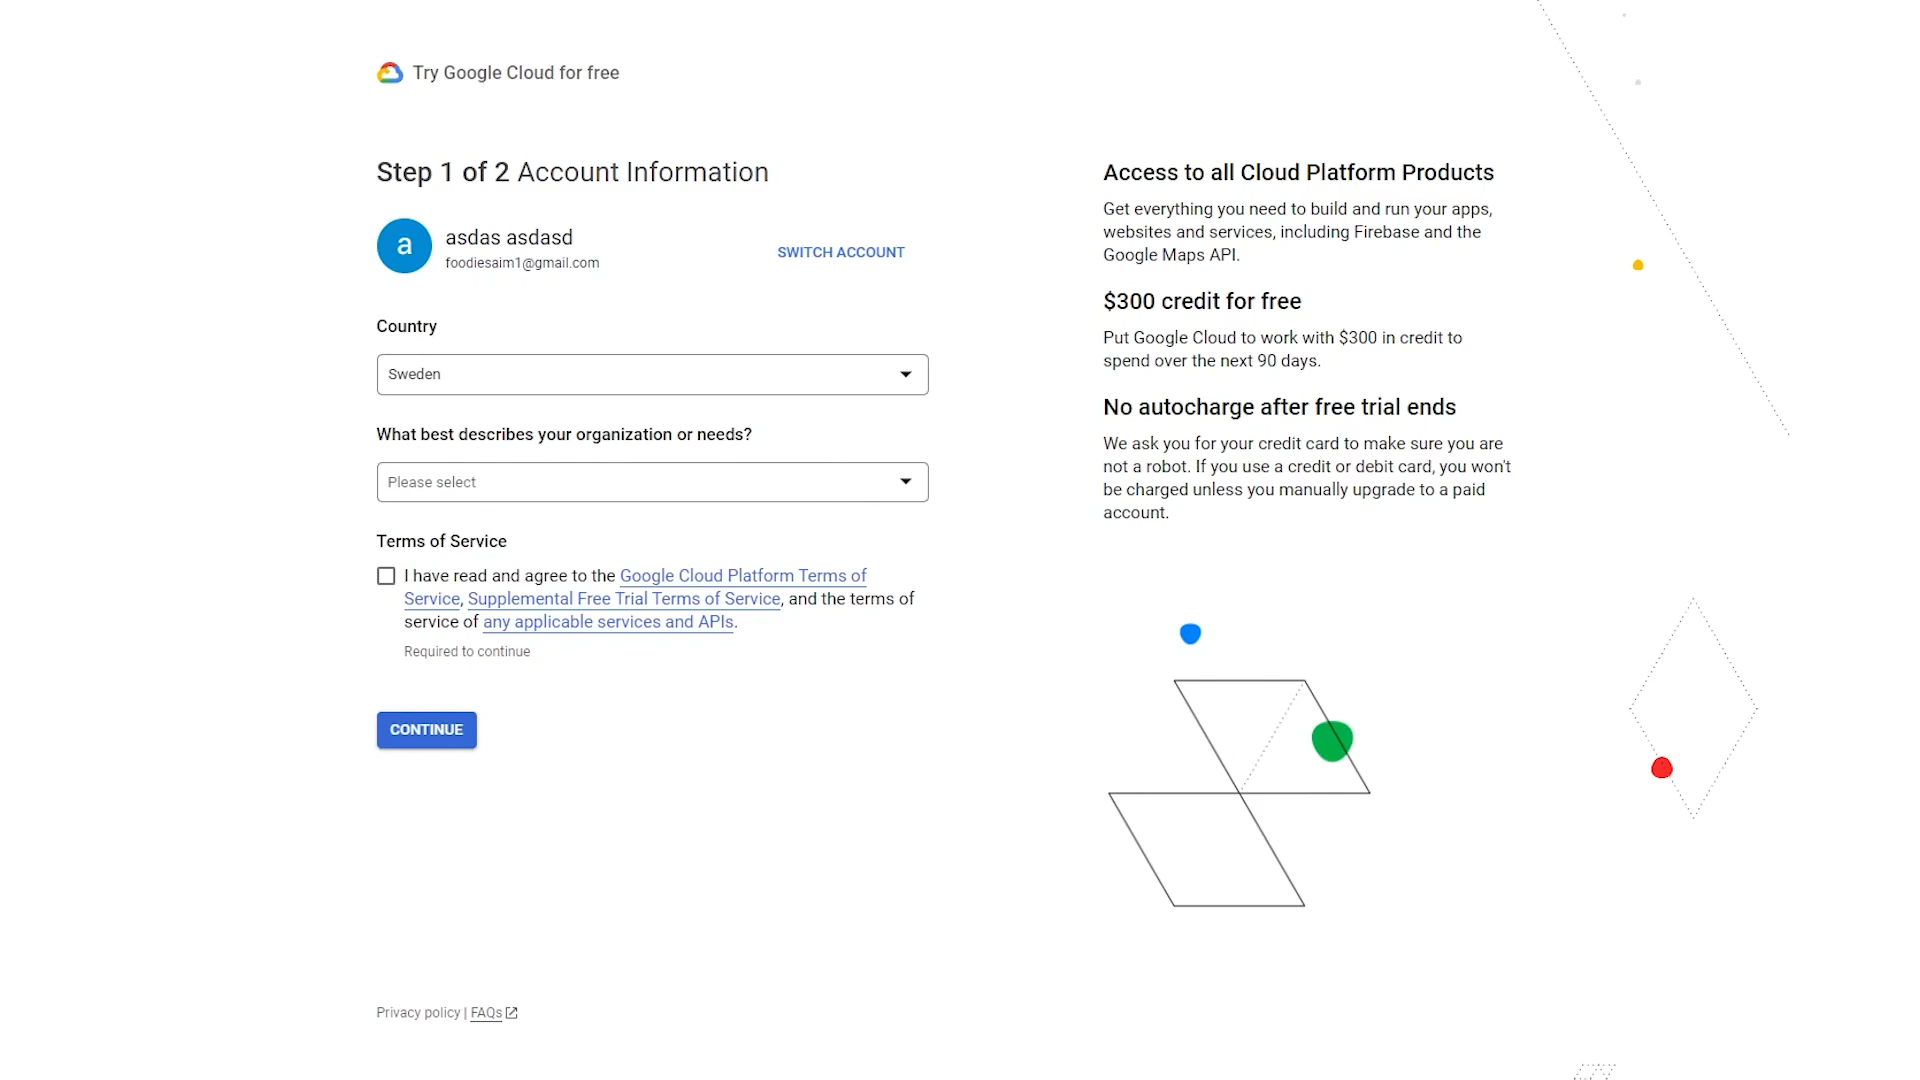 Try Google Cloud for free
Step 1 of 2 Account Information
a
asdas asdasd
foodiesaim1@gmail.com
SWITCH ACCOUNT
Country
Sweden
What best describes your organization or needs?
Please select
Terms of Service
I have read and agree to the Google Cloud Platform Terms of
Service, Supplemental Free Trial Terms of Service, and the terms of
service of any applicable services and APIs.
Required to continue
CONTINUE
Privacy policy | FAQs
Access to all Cloud Platform Products
Get everything you need to build and run your apps,
websites and services, including Firebase and the
Google Maps API.
$300 credit for free
Put Google Cloud to work with $300 in credit to
spend over the next 90 days.
No autocharge after free trial ends
We ask you for your credit card to make sure you are
not a robot. If you use a credit or debit card, you won't
be charged unless you manually upgrade to a paid
account.